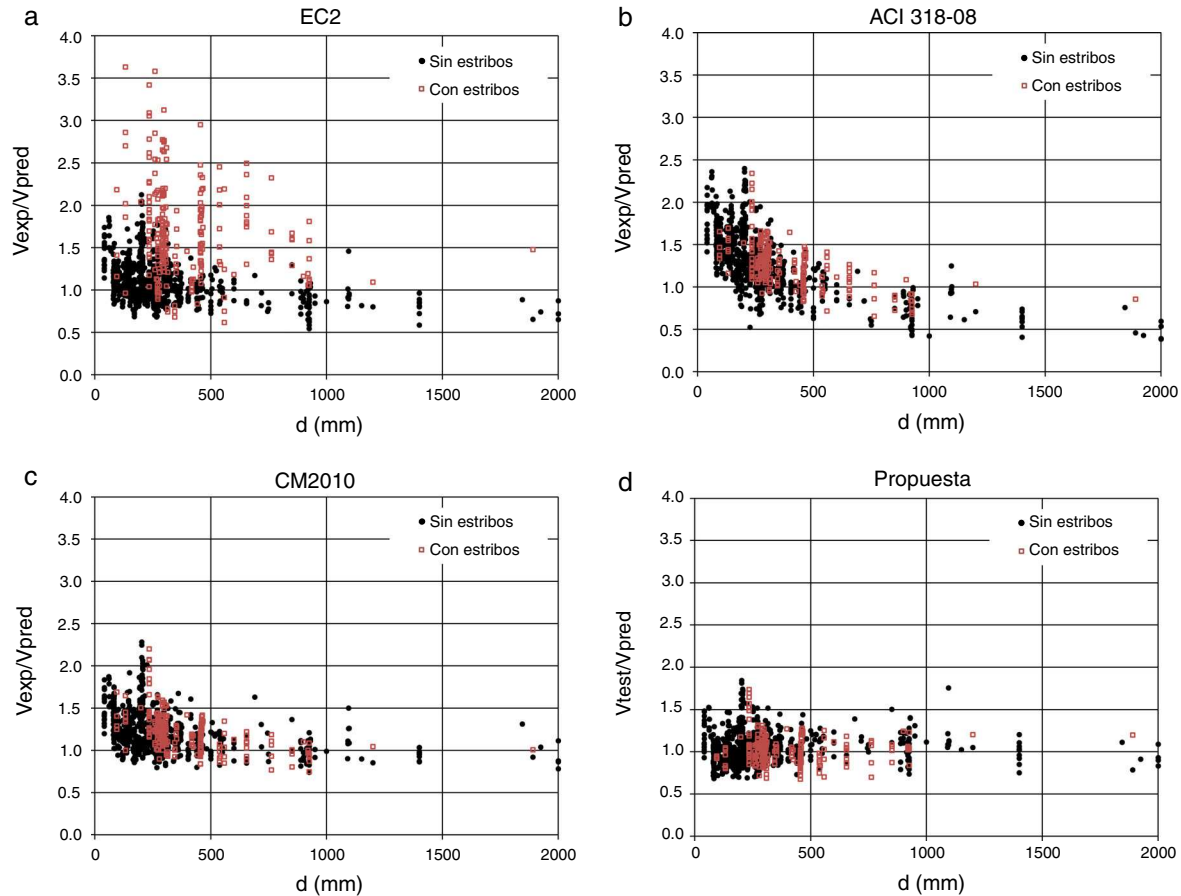 a
EC2
4.0
3.5
3.0
2.5
2.0
1.5
1.0
0.5
0.0
Vexp/Vpred
Sin estribos
Con estribos
0 500 1000 1500 2000
d (mm)
b
ACI 318-08
4.0
3.5
3.0
2.5
2.0
1.5
1.0
0.5
0.0
Vexp/Vpred
Sin estribos
Con estribos
0 500 1000 1500 2000
d (mm)
c
CM2010
4.0
3.5
3.0
2.5
2.0
1.5
1.0
0.5
0.0
Vexp/Vpred
Sin estribos
Con estribos
0 500 1000 1500 2000
d (mm)
d
Propuesta
4.0
3.5
3.0
2.5
2.0
1.5
1.0
0.5
0.0
Vtest/Vpred
Sin estribos
Con estribos
0 500 1000 1500 2000
d (mm)